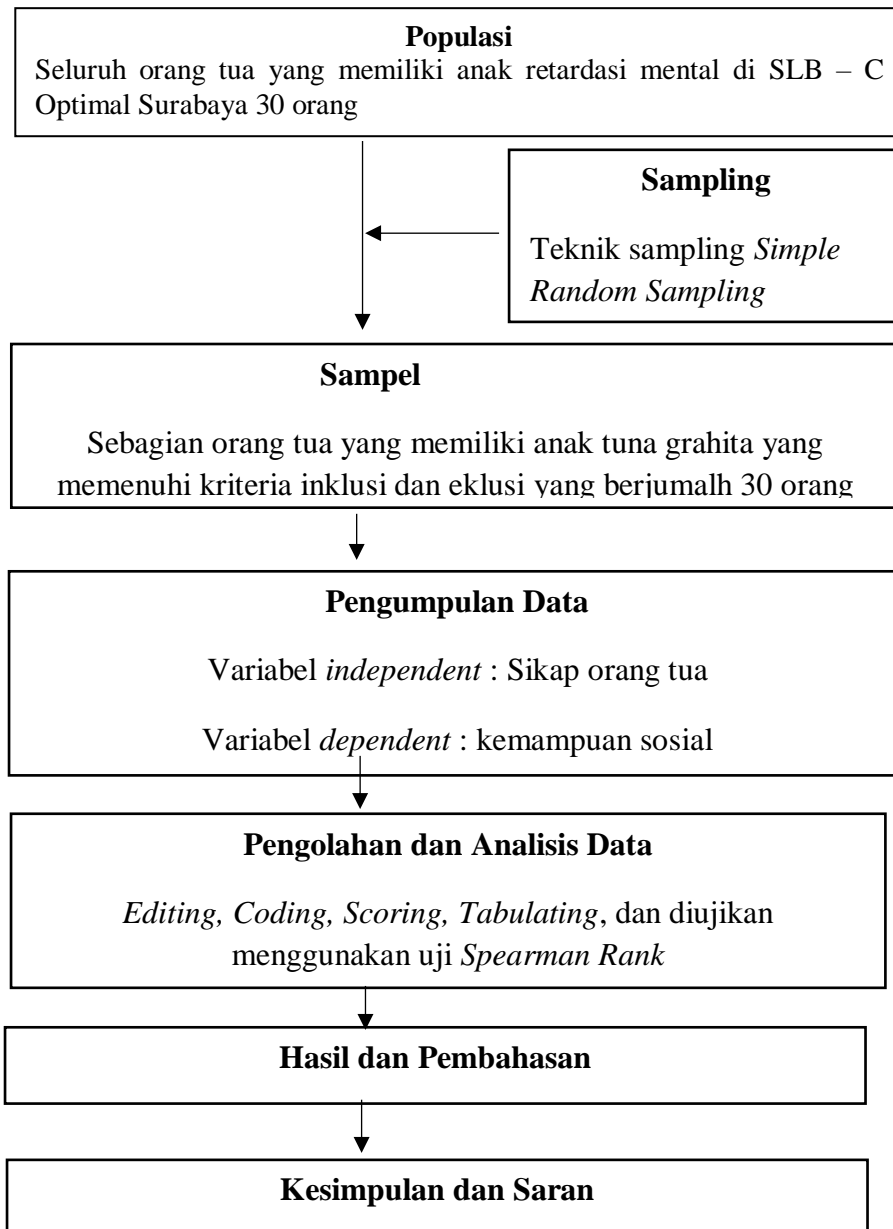 Populasi
Seluruh orang tua yang memiliki anak retardasi mental di SLB – C
Optimal Surabaya 30 orang
Sampling
Teknik sampling Simple
Random Sampling
Sampel
Sebagian orang tua yang memiliki anak tuna grahita yang
memenuhi kriteria inklusi dan eklusi yang berjumalh 30 orang
Pengumpulan Data
Variabel independent : Sikap orang tua
Variabel dependent : kemampuan sosial
Pengolahan dan Analisis Data
Editing, Coding, Scoring, Tabulating, dan diujikan
menggunakan uji Spearman Rank
Hasil dan Pembahasan
Kesimpulan dan Saran